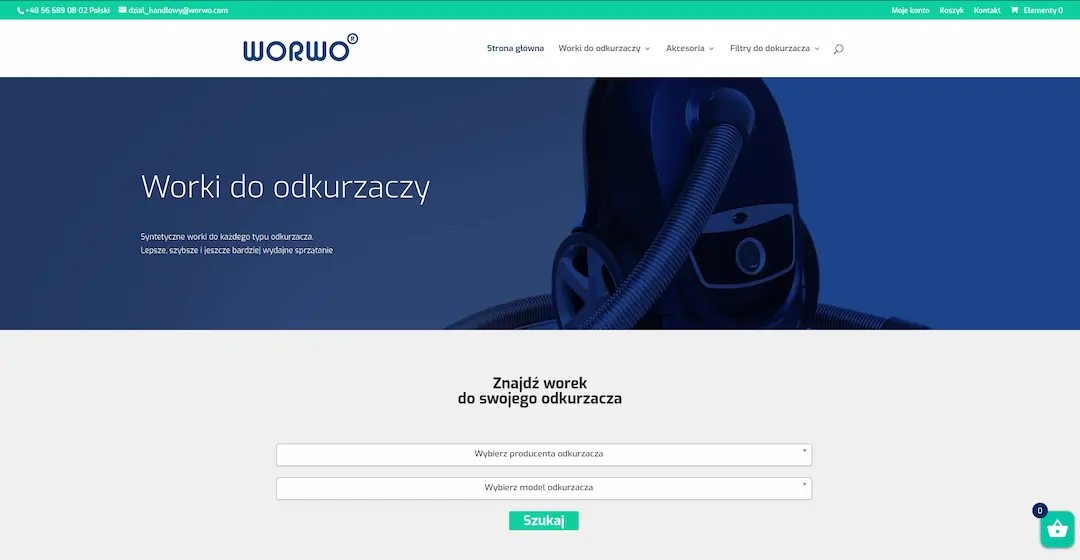 +48 56 689 08 02 Polski
dzial_handlowy@worwo.com
Moje konto
Koszyk
Kontakt
Elementy 0
WORWO®
Strona główna
Worki do odkurzaczy
Akcesoria
Filtry do dokurzacza
Worki do odkurzaczy
Syntetyczne worki do każdego typu odkurzacza.
Lepsze, szybsze i jeszcze bardziej wydajne sprzątanie
Znajdź worek
do swojego odkurzacza
Wybierz producenta odkurzacza
Wybierz model odkurzacza
Szukaj
0